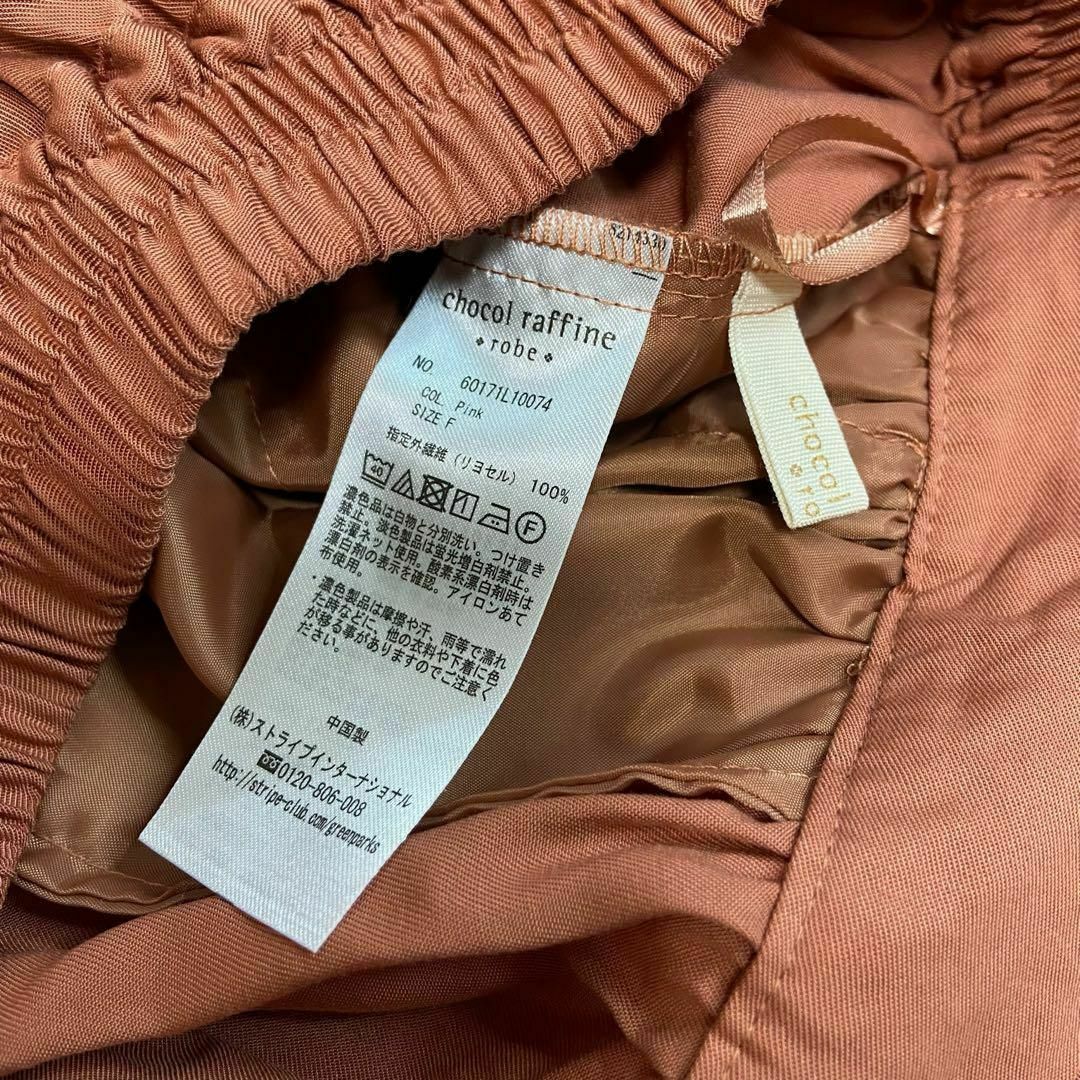 5214330
chocol raffine
robe
NO. 60171L10074
COL Pink
SIZE F
指定外繊維（リヨセル） 100%
40 F
濃色品は白物と分別洗い。つけ置き
禁止。淡色製品は蛍光増白剤禁止。
洗濯ネット使用。酸素系漂白剤時は
漂白剤の表示を確認。アイロンあて
布使用。
・濃色製品は摩擦や汗、雨等で濡れ
た時などに、他の衣料や下着に色
が移る事がありますのでご注意く
ださい。
中国製
(株)ストライプインターナショナル
0120-806-008
http://stripe-club.com/greenparks
chocol
ro